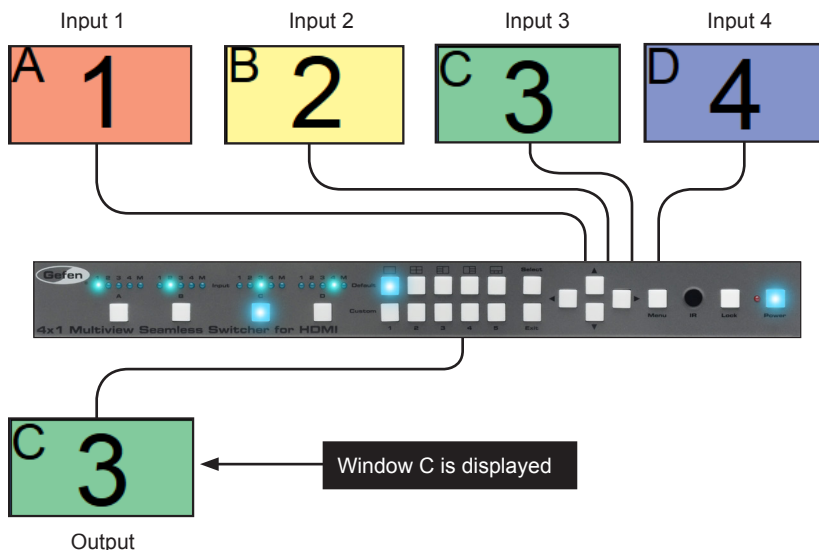 Input 1
Input 2
Input 3
Input 4
A 1
B 2
C 3
D 4
Gefen
1 2 3 4 M
1 2 3 4 M
Input
1 2 3 4 M
1 2 3 4 M
Default
Select
A
B
C
D
Custom
1
2
3
4
5
Exit
Menu
IR
Lock
Power
4x1 Multiview Seamless Switcher for HDMI
C 3
Window C is displayed
Output